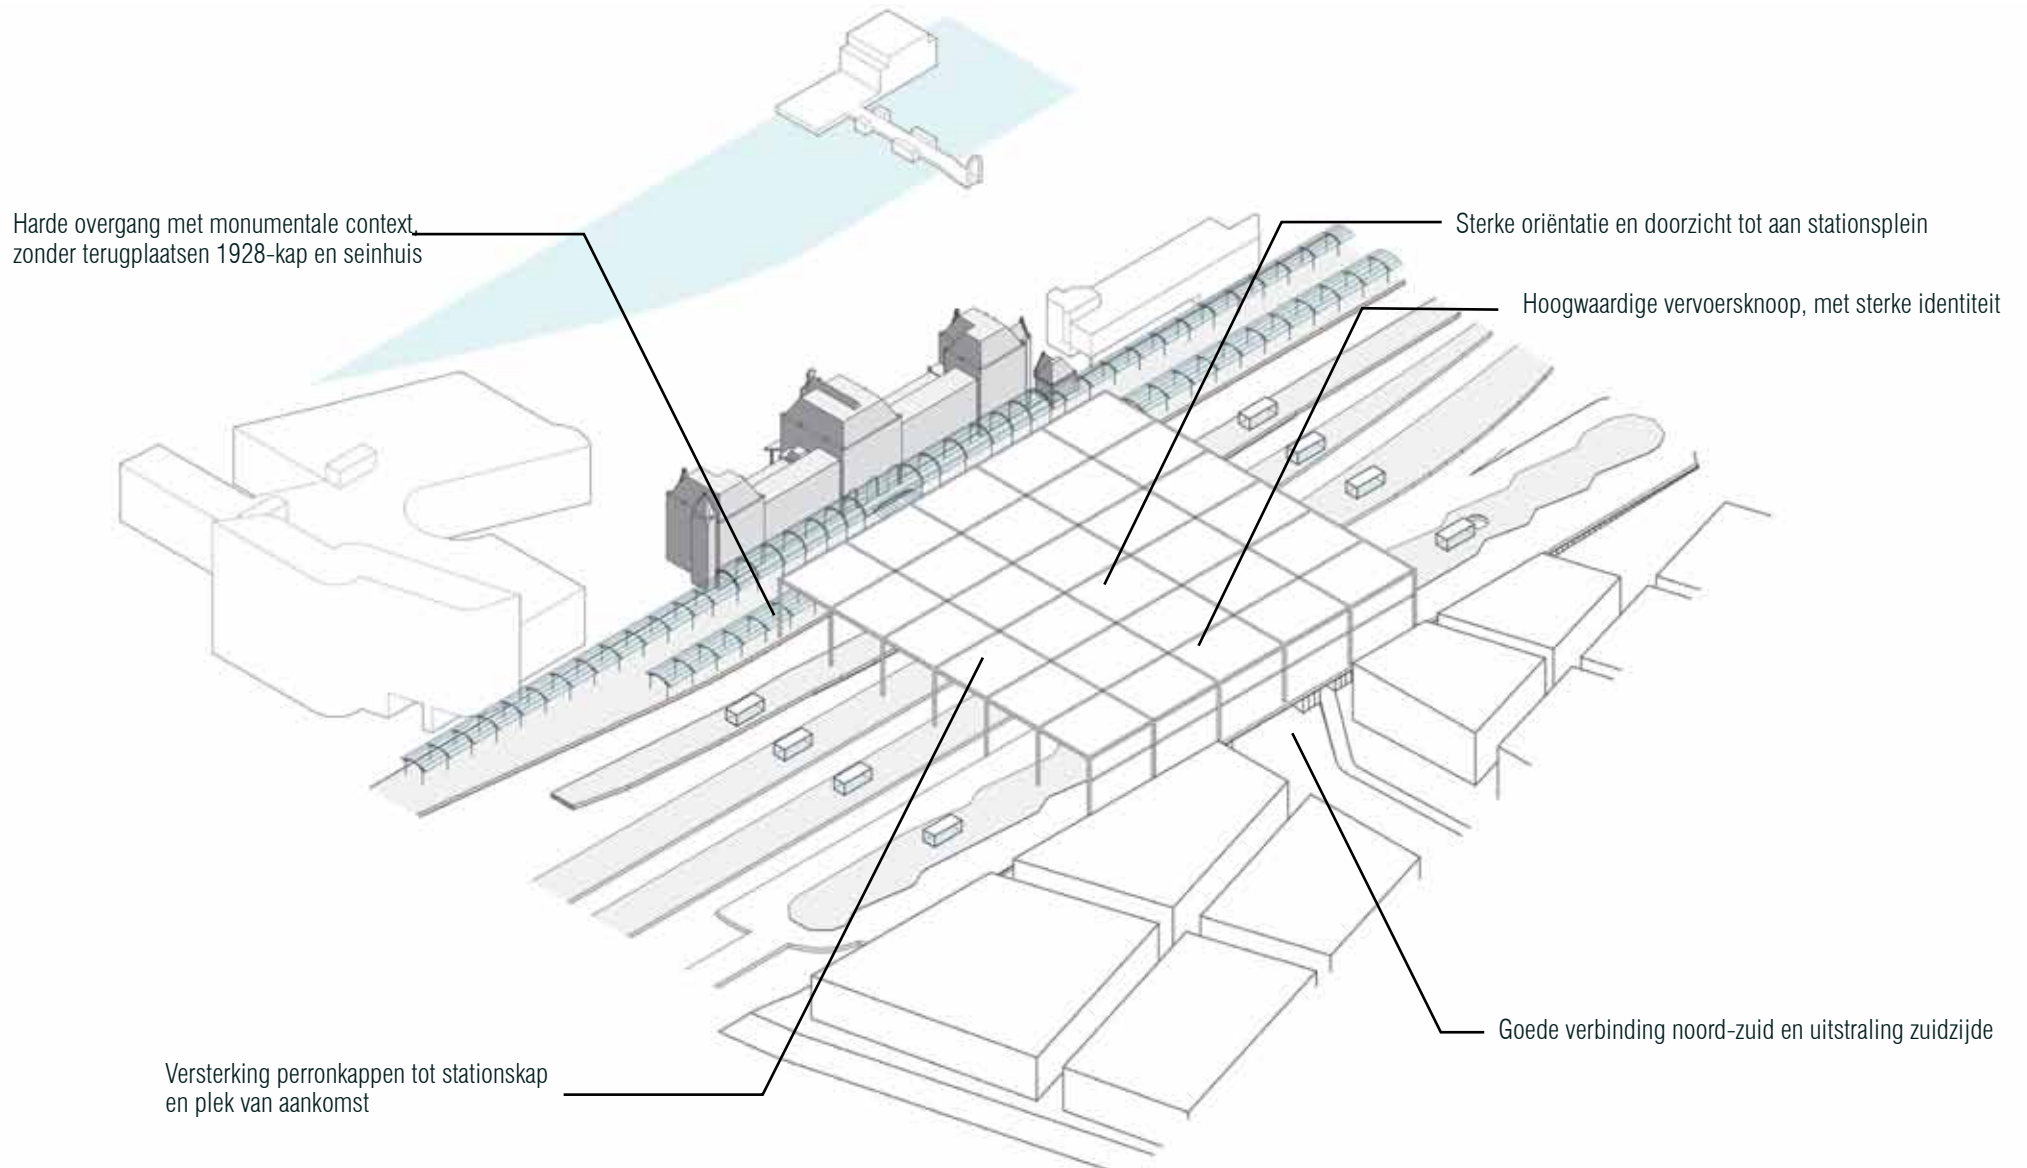 Harde overgang met monumentale context,
zonder terugplaatsen 1928-kap en seinhuis
Sterke oriëntatie en doorzicht tot aan stationsplein
Hoogwaardige vervoersknoop, met sterke identiteit
Goede verbinding noord-zuid en uitstraling zuidzijde
Versterking perronkappen tot stationskap
en plek van aankomst